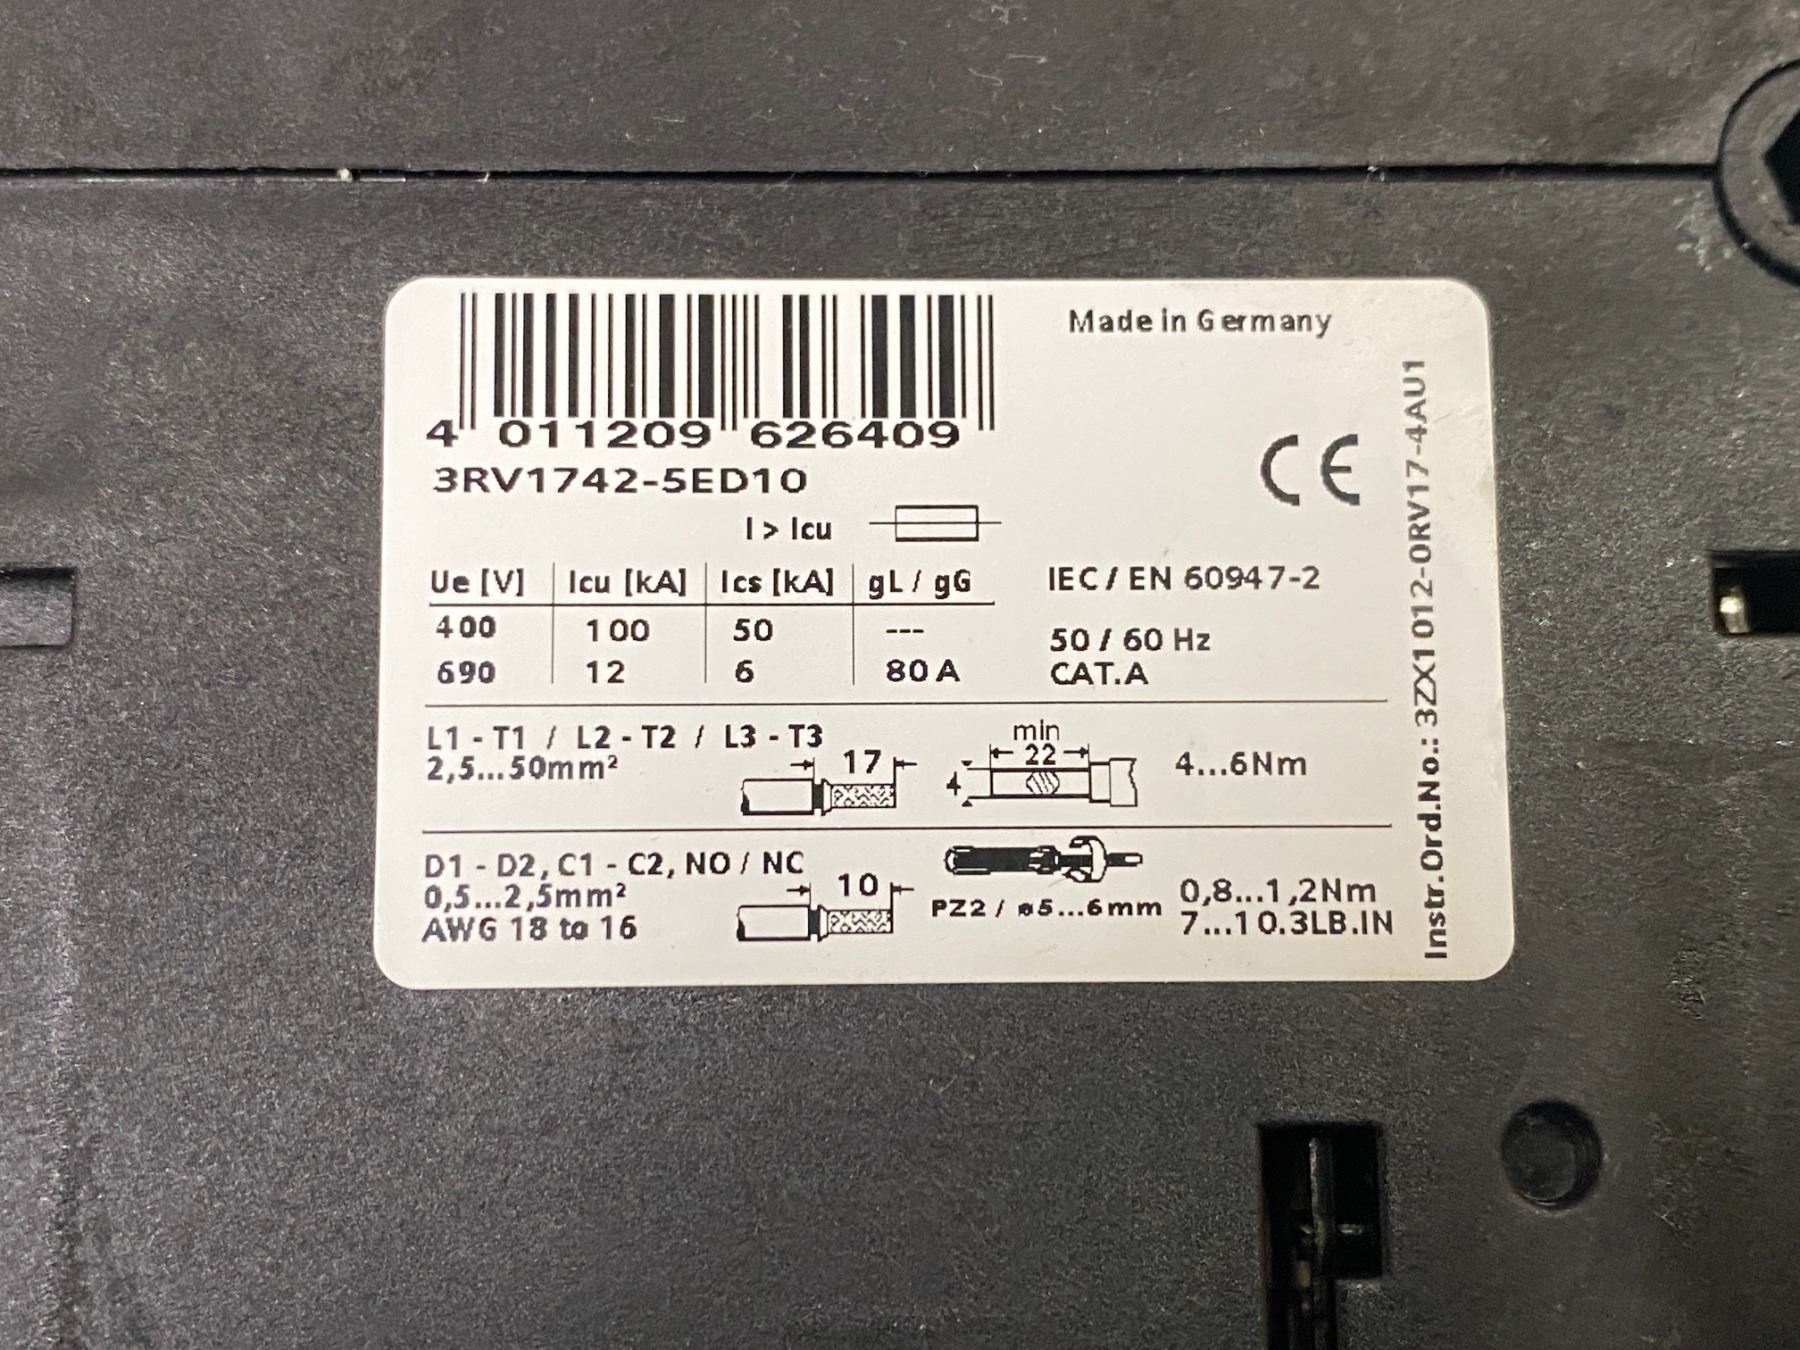 Made in Germany
4 011209 626409
3RV1742-5ED10
CE
I > Icu
Ue [V] Icu [kA] Ics [kA] gL / gG
400 100 50 ---
690 12 6 80 A
IEC / EN 60947-2
50 / 60 Hz
CAT.A
L1 - T1 / L2 - T2 / L3 - T3
2,5...50mm²
17
min
22
4
4...6Nm
D1 - D2, C1 - C2, NO / NC
0,5...2,5mm²
AWG 18 to 16
10
PZ2 / ø5...6mm
0,8...1,2Nm
7...10.3LB.IN
Instr.Ord.No.: 3ZX1012-0RV17-4AU1